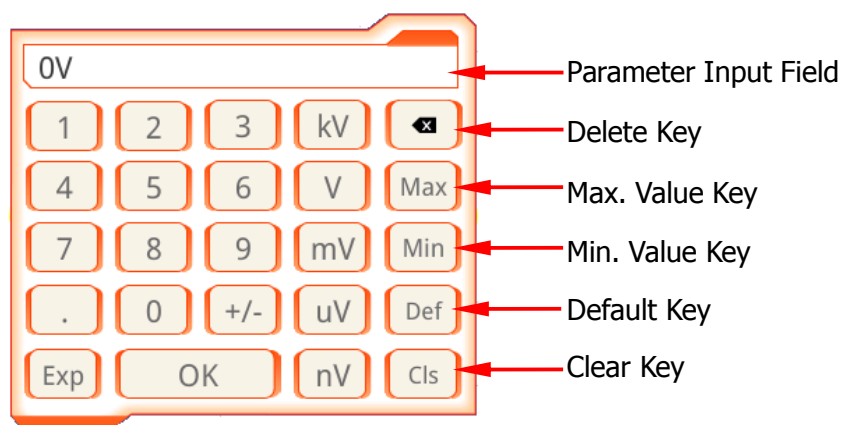 0V
Parameter Input Field
1 2 3 kV
Delete Key
4 5 6 V Max
Max. Value Key
7 8 9 mV Min
Min. Value Key
. 0 +/- uV Def
Default Key
Exp OK nV Cls
Clear Key